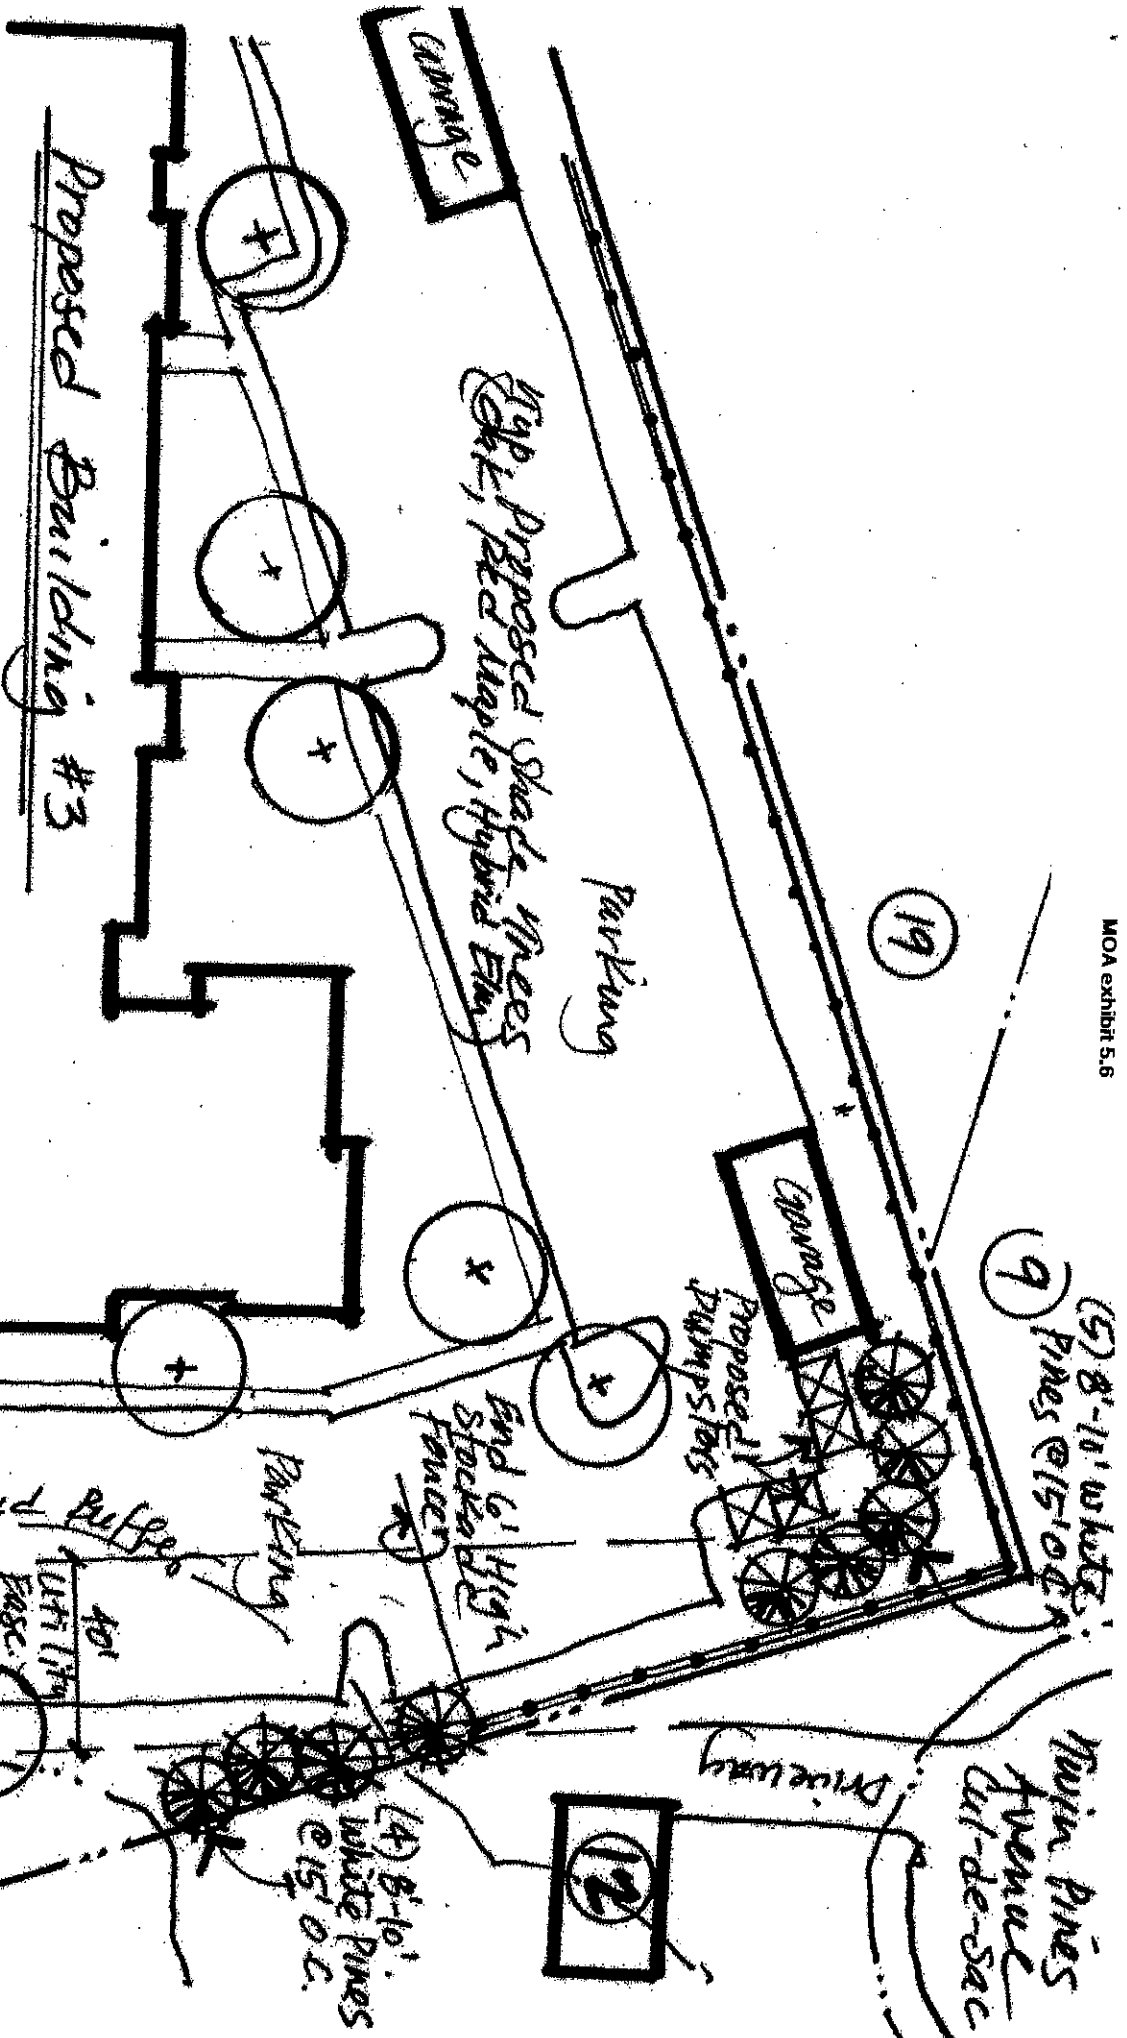 MOA exhibit 5.6
Garage
19
9
(5) 8'-10' White
Pines @ 15' O.C.
Twin Pines
Avenue
Cul-de-Sac
Driveway
12
Garage
Proposed
Dumpsters
Parking
Typ. Proposed Shade Trees
Oak, Red Maple, Hybrid Elm
End 6' High
Stockade
Fence
Parking
(4) 8'-10'
White Pines
@ 15' O.C.
40'
Utility
Ease.
Proposed Building #3